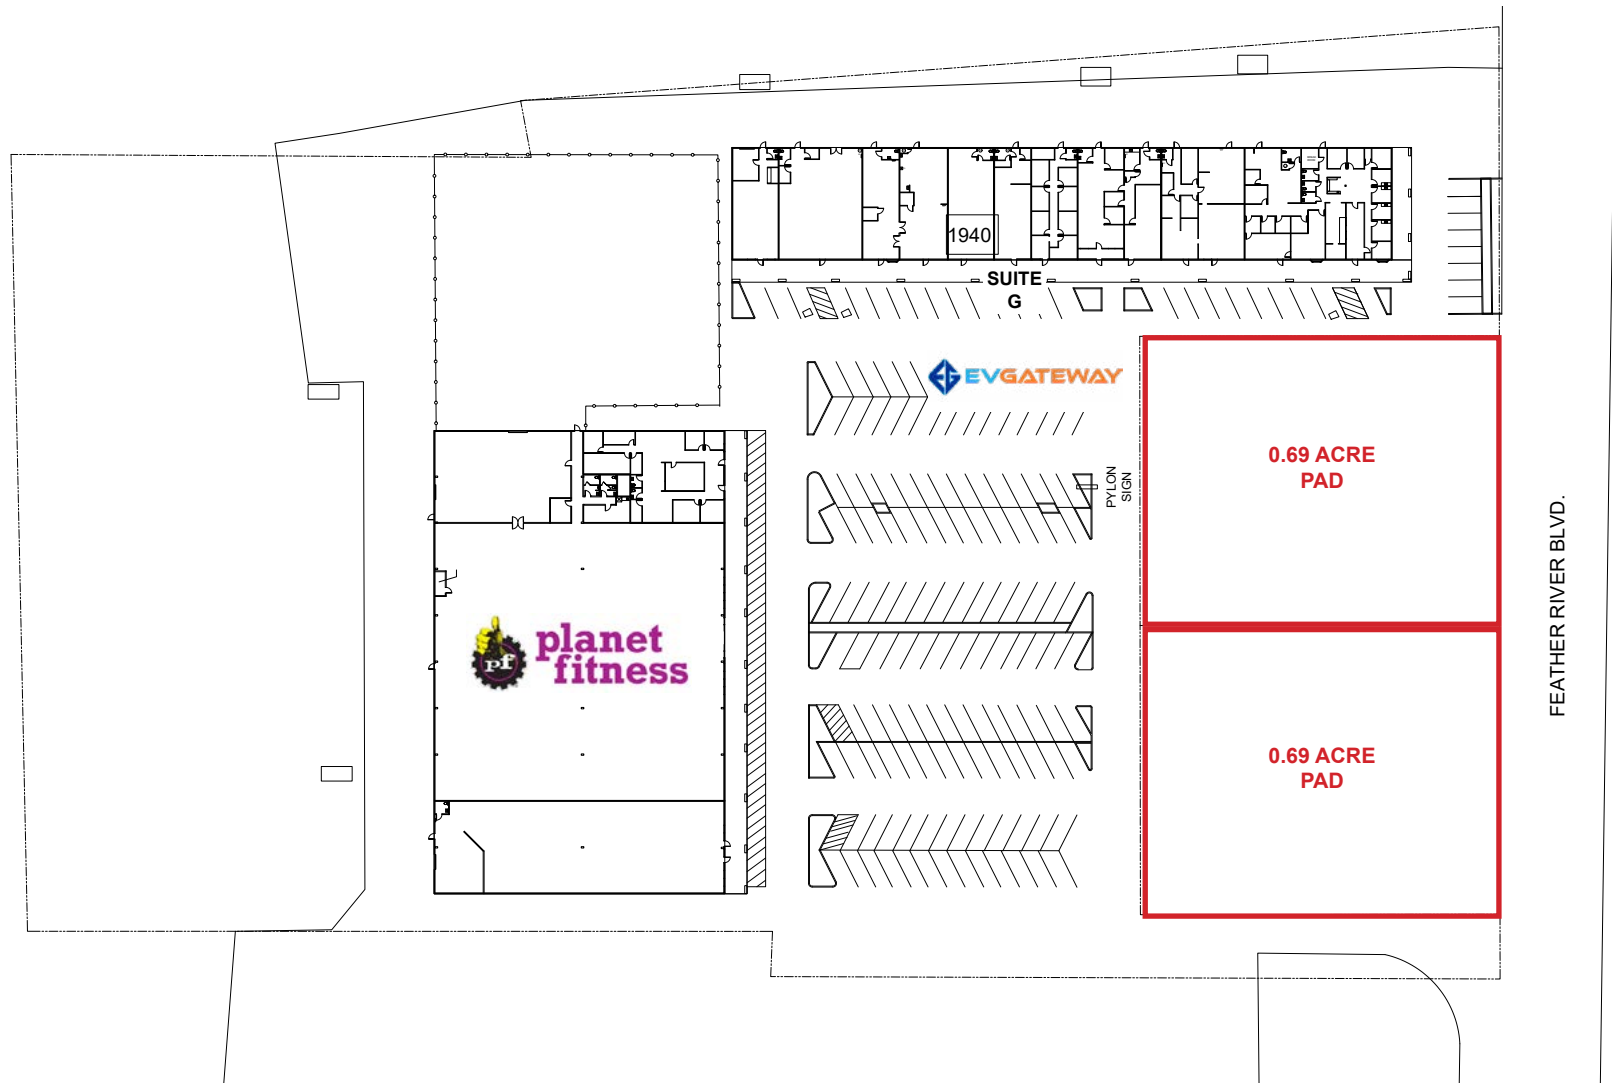 1940
SUITE
G
EVGATEWAY
0.69 ACRE
PAD
PYLON
SIGN
FEATHER RIVER BLVD.
pf
planet
fitness
0.69 ACRE
PAD